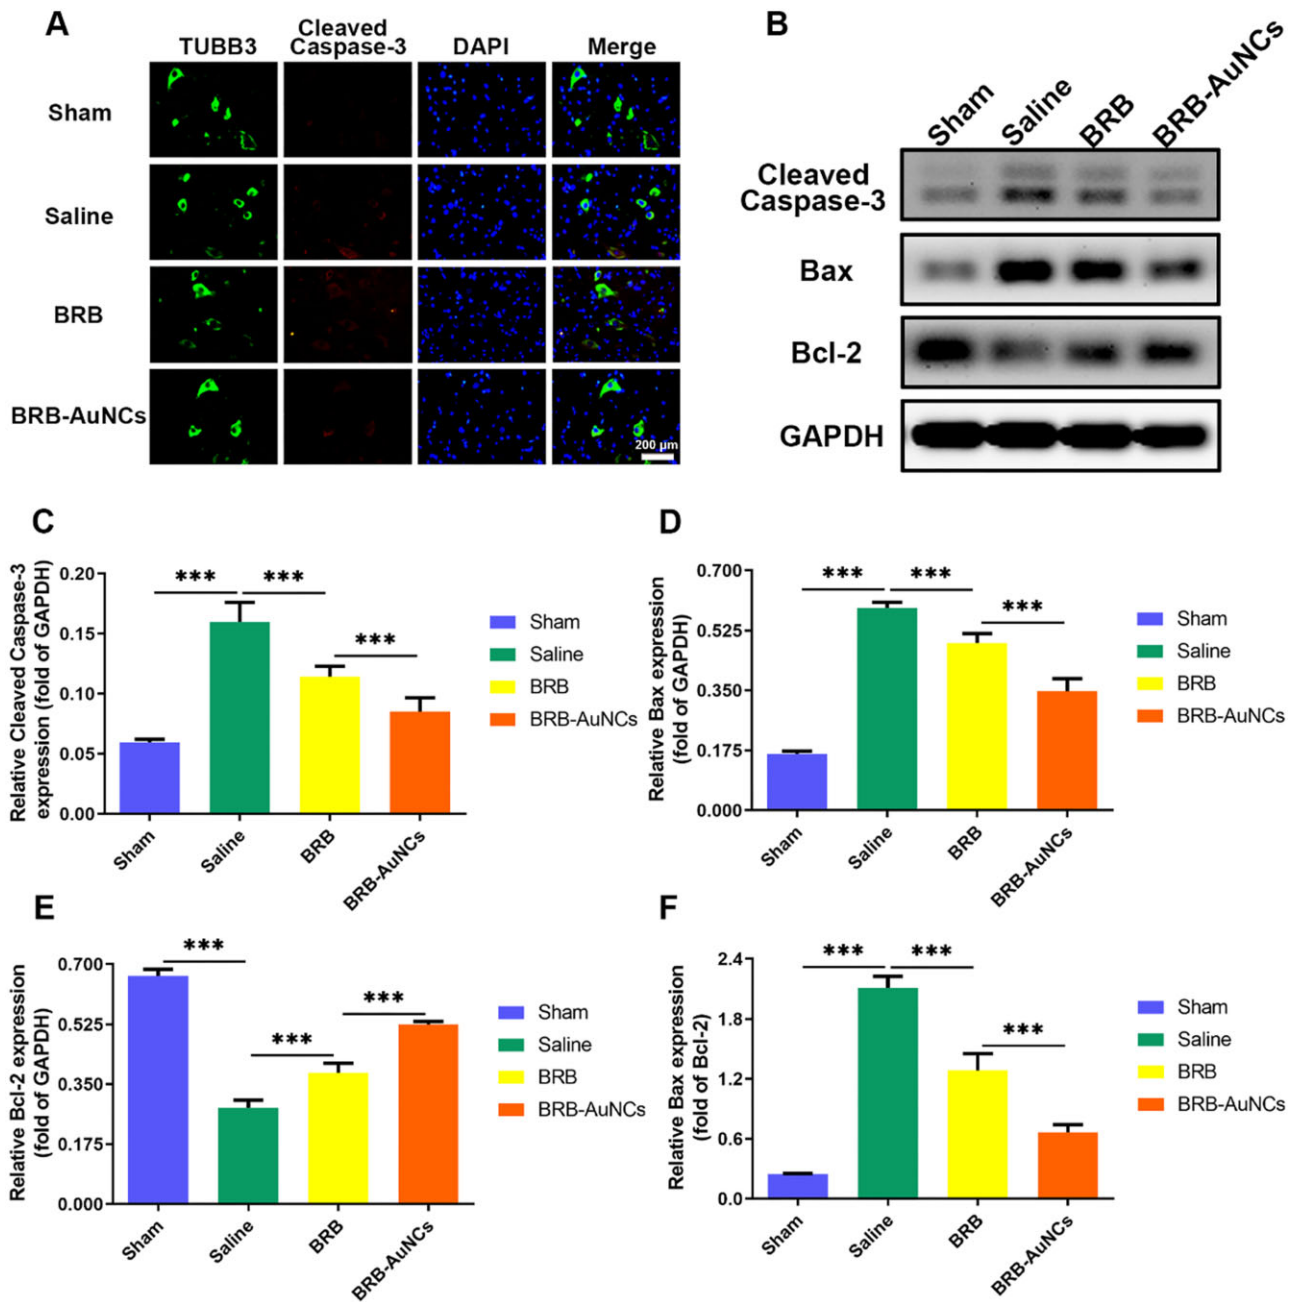 A
TUBB3
Cleaved
Caspase-3
DAPI
Merge
Sham
Saline
BRB
BRB-AuNCs
200 μm
B
Sham
Saline
BRB
BRB-AuNCs
Cleaved
Caspase-3
Bax
Bcl-2
GAPDH
C
Relative Cleaved Caspase-3
expression (fold of GAPDH)
0.20
0.15
0.10
0.05
0.00
***
***
***
Sham
Saline
BRB
BRB-AuNCs
Sham
Saline
BRB
BRB-AuNCs
D
Relative Bax expression
(fold of GAPDH)
0.700
0.525
0.350
0.175
0.000
***
***
***
Sham
Saline
BRB
BRB-AuNCs
Sham
Saline
BRB
BRB-AuNCs
E
Relative Bcl-2 expression
(fold of GAPDH)
0.700
0.525
0.350
0.175
0.000
***
***
***
Sham
Saline
BRB
BRB-AuNCs
Sham
Saline
BRB
BRB-AuNCs
F
Relative Bax expression
(fold of Bcl-2)
2.4
1.8
1.2
0.6
0.0
***
***
***
Sham
Saline
BRB
BRB-AuNCs
Sham
Saline
BRB
BRB-AuNCs